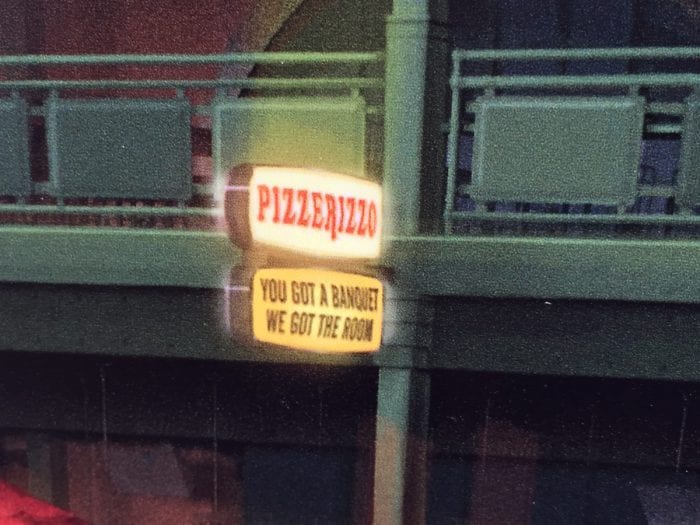 PIZZERIZZO
YOU GOT A BANQUET
WE GOT THE ROOM